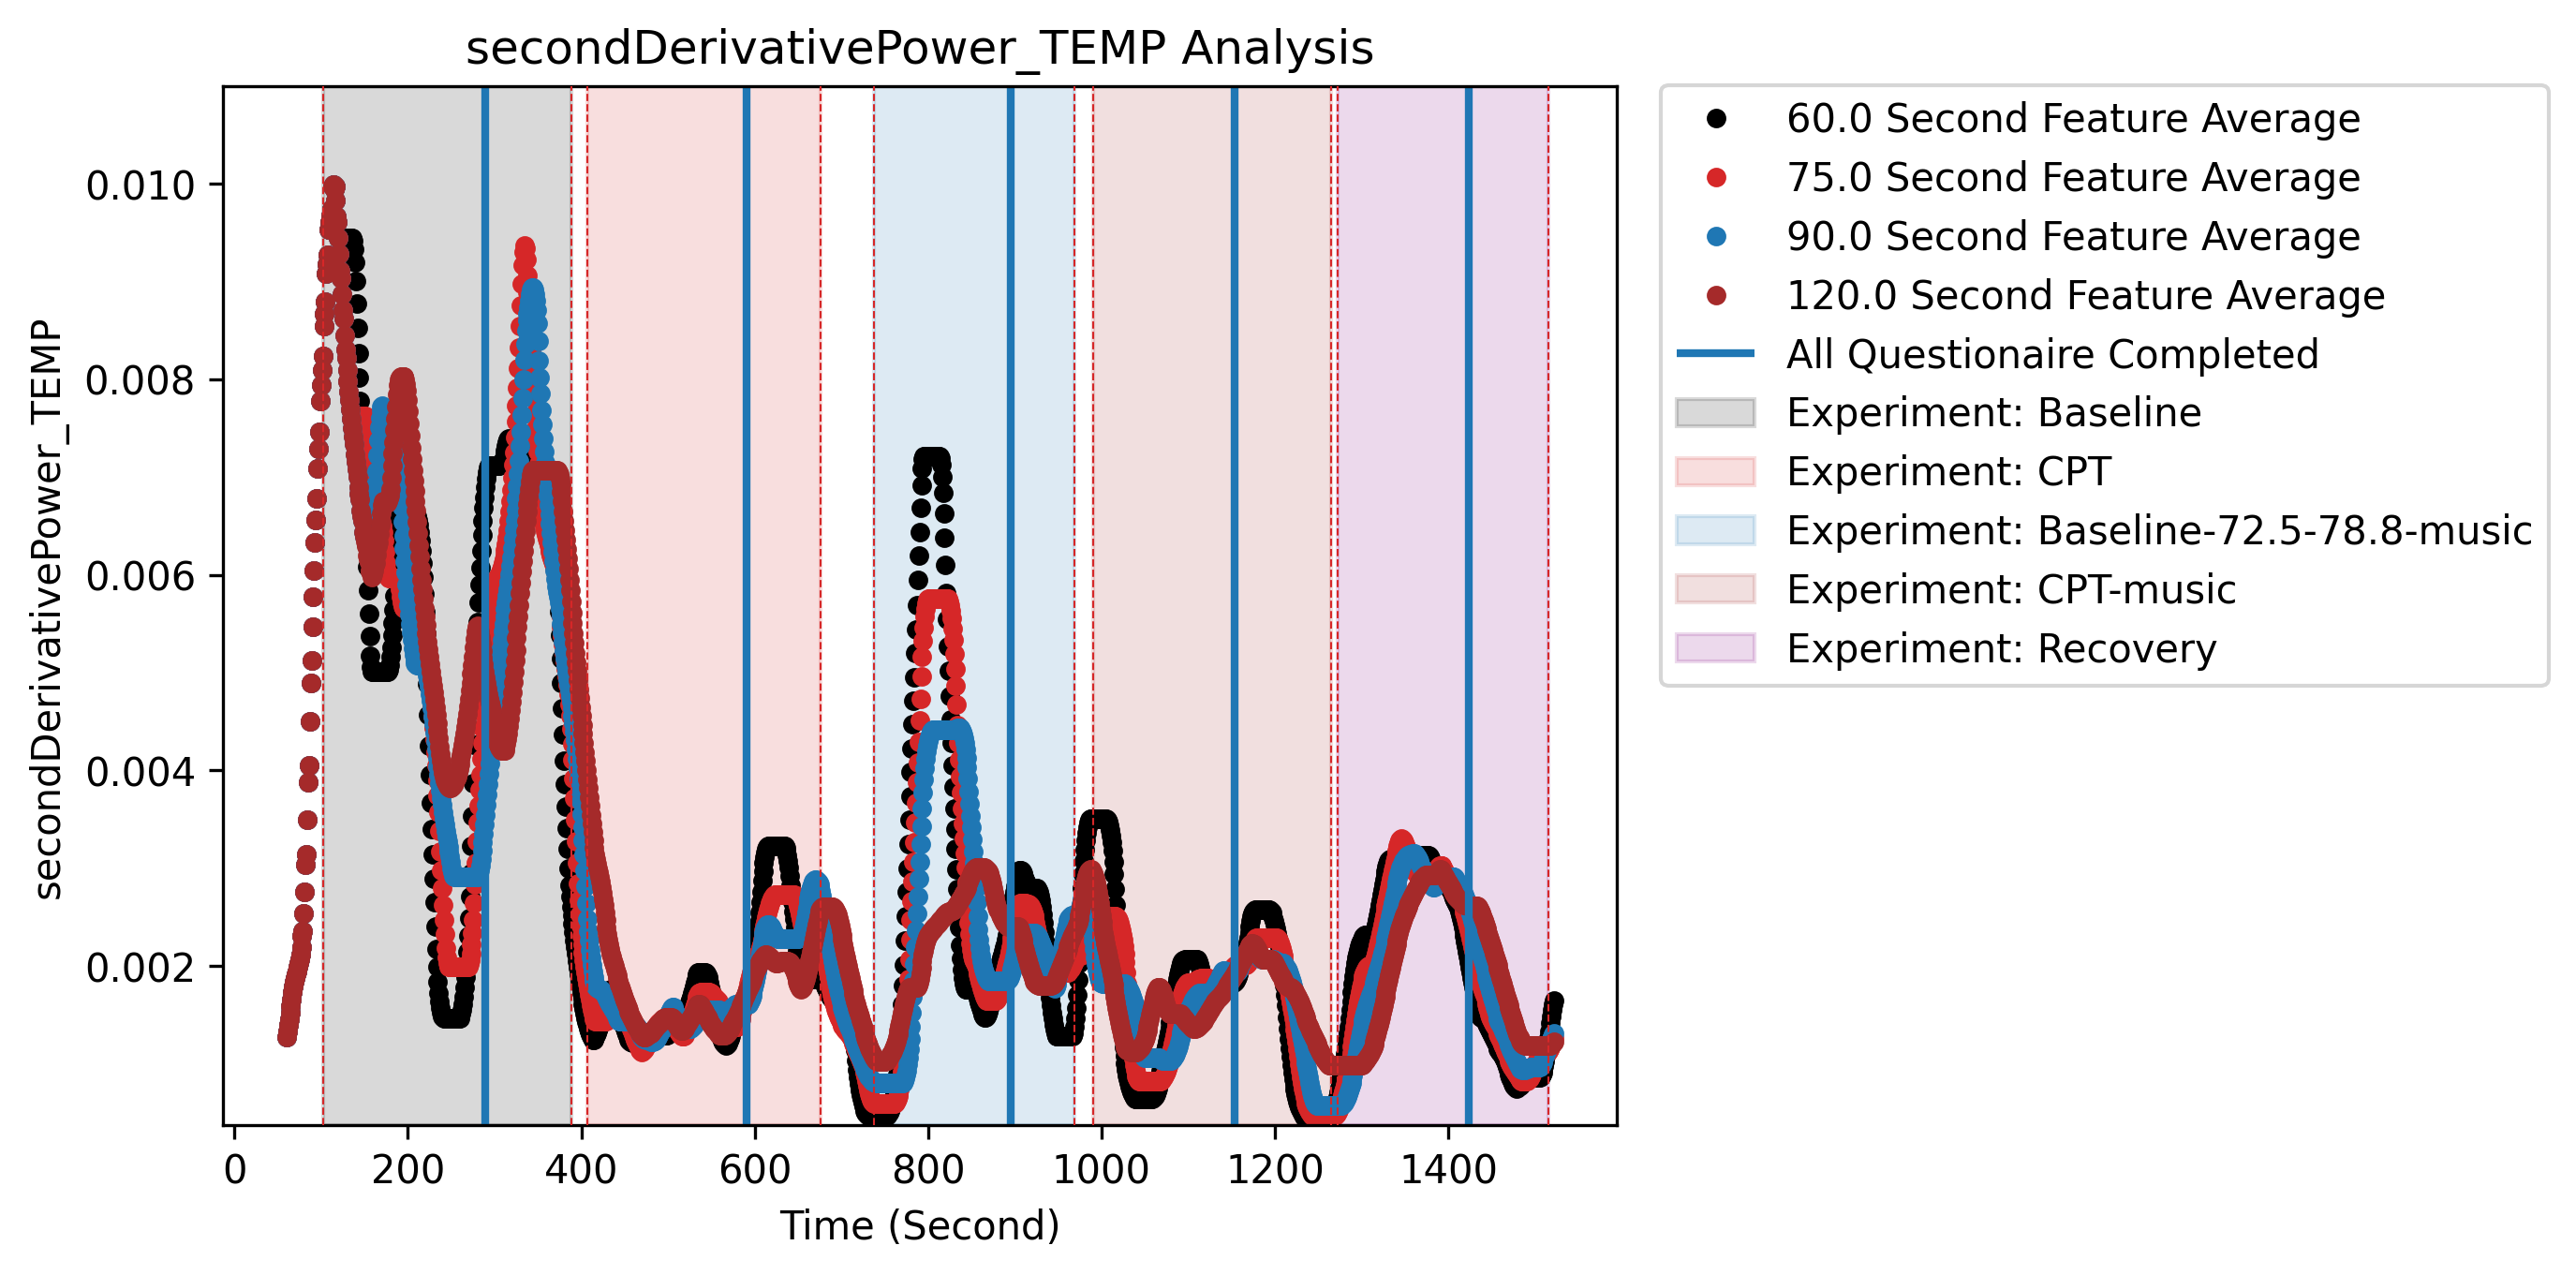 secondDerivativePower_TEMP Analysis
secondDerivativePower_TEMP
0.010
0.008
0.006
0.004
0.002
0 200 400 600 800 1000 1200 1400
Time (Second)
60.0 Second Feature Average
75.0 Second Feature Average
90.0 Second Feature Average
120.0 Second Feature Average
All Questionaire Completed
Experiment: Baseline
Experiment: CPT
Experiment: Baseline-72.5-78.8-music
Experiment: CPT-music
Experiment: Recovery